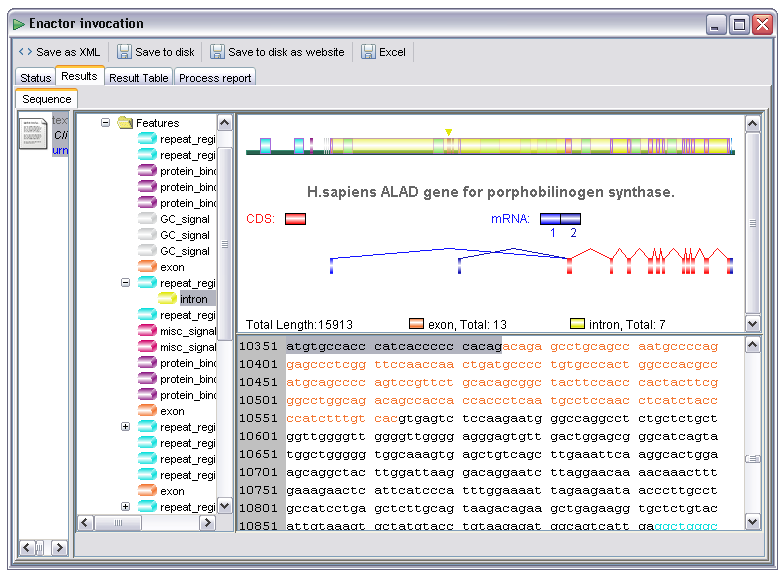 Enactor invocation
Save as XML Save to disk Save to disk as website Excel
Status Results Result Table Process report
Sequence
tex
Cli
urn
Features
repeat_regi
repeat_regi
protein_bind
protein_bind
protein_bind
GC_signal
GC_signal
GC_signal
exon
repeat_regi
intron
repeat_regi
misc_signal
misc_signal
protein_bind
protein_bind
protein_bind
exon
repeat_regi
repeat_regi
repeat_regi
repeat_regi
exon
repeat_regi
H.sapiens ALAD gene for porphobilinogen synthase.
CDS: mRNA:
1 2
Total Length:15913 exon, Total: 13 intron, Total: 7
10351 atgtgccacc catcaccccc cacagacaga gcctgcagcc aatgccccag
10401 gagccctcgg ttccaaccaa ctgatgcccc tgtgcccact ggcccacgcc
10451 atgcagcccc agtccgttct gcacagcggc tacttccacc cactacttcg
10501 ggcctggcag acagccacca ccaccctcaa tgcctccaac ctcatctacc
10551 ccatctttgt cacgtgagtc tccaagaatg ggccaggcct ctgctctgct
10601 ggttggggtt ggggttgggg agggagtgtt gactggagcg ggcatcagta
10651 tggctggggg tggcaaagtg agctgtcagc ttgaaattca aggcactgga
10701 agcaggctac ttggattaag gacaggaatc ttaggaacaa aacaaacttt
10751 gaaagaactc attcatccca tttggaaaat tagaagaata acccttgcct
10801 gccatcctga gctcttgcag taagacagaa gctgagaagg tgctctgtac
10851 attgtaaagt gctatgtacc tgtaagagat ggcagtcatt gaggctgggc